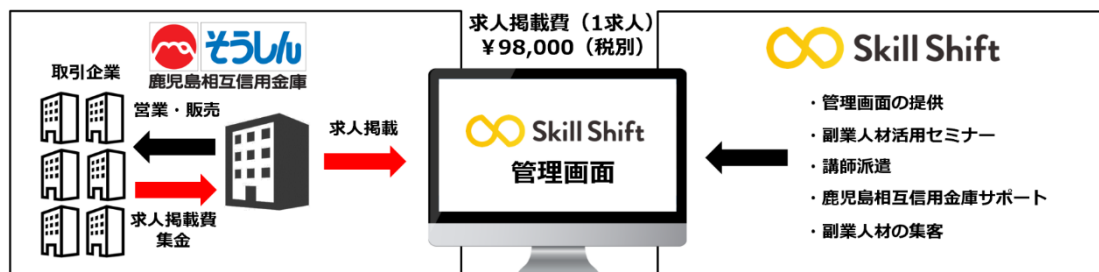 そうしん
鹿児島相互信用金庫
取引企業
営業・販売
求人掲載費
集金
求人掲載
求人掲載費（1求人）
￥98,000（税別）
Skill Shift
管理画面
Skill Shift
・管理画面の提供
・副業人材活用セミナー
・講師派遣
・鹿児島相互信用金庫サポート
・副業人材の集客